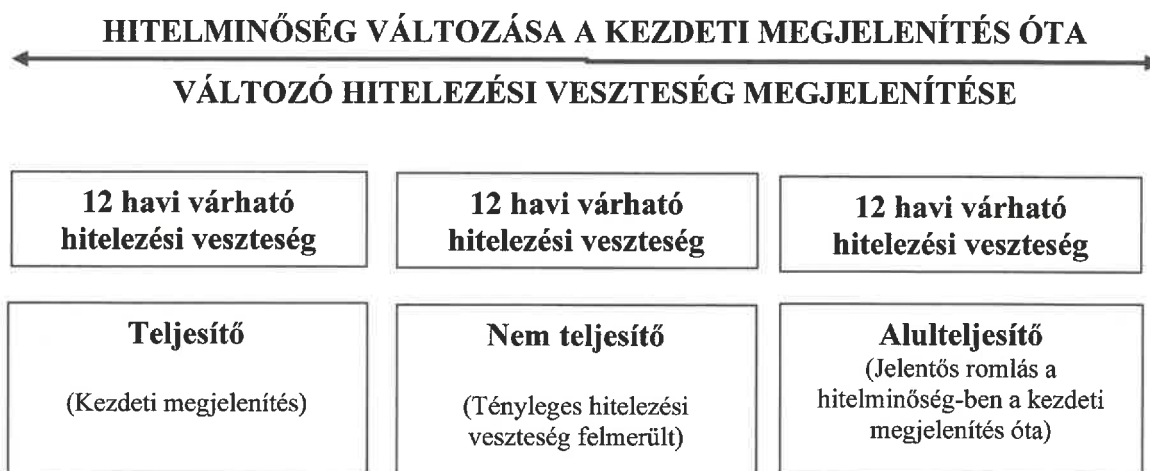 HITELMINŐSÉG VÁLTOZÁSA A KEZDETI MEGJELENÍTÉS ÓTA
VÁLTOZÓ HITELEZÉSI VESZTESÉG MEGJELENÍTÉSE
12 havi várható
hitelezési veszteség
12 havi várható
hitelezési veszteség
12 havi várható
hitelezési veszteség
Teljesítő
(Kezdeti megjelenítés)
Nem teljesítő
(Tényleges hitelezési
veszteség felmerült)
Alulteljesítő
(Jelentős romlás a
hitelminőség-ben a kezdeti
megjelenítés óta)